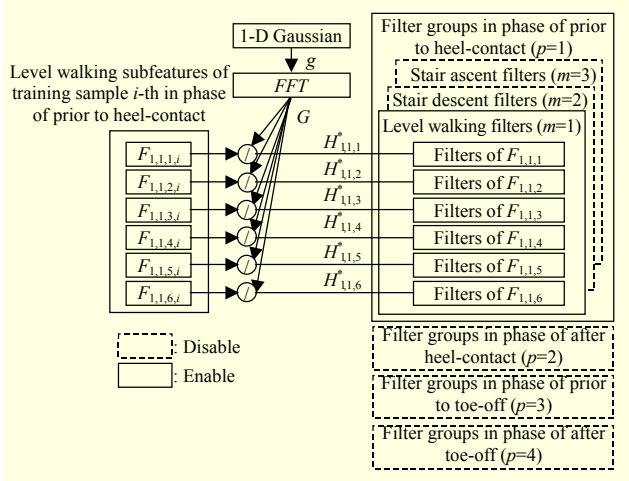 1-D Gaussian
g
FFT
G
Level walking subfeatures of
training sample i-th in phase
of prior to heel-contact
F1,1,1,i
F1,1,2,i
F1,1,3,i
F1,1,4,i
F1,1,5,i
F1,1,6,i
/
/
/
/
/
/
H*1,1,1
H*1,1,2
H*1,1,3
H*1,1,4
H*1,1,5
H*1,1,6
Filter groups in phase of prior
to heel-contact (p=1)
Stair ascent filters (m=3)
Stair descent filters (m=2)
Level walking filters (m=1)
Filters of F1,1,1
Filters of F1,1,2
Filters of F1,1,3
Filters of F1,1,4
Filters of F1,1,5
Filters of F1,1,6
: Disable
: Enable
Filter groups in phase of after
heel-contact (p=2)
Filter groups in phase of prior
to toe-off (p=3)
Filter groups in phase of after
toe-off (p=4)